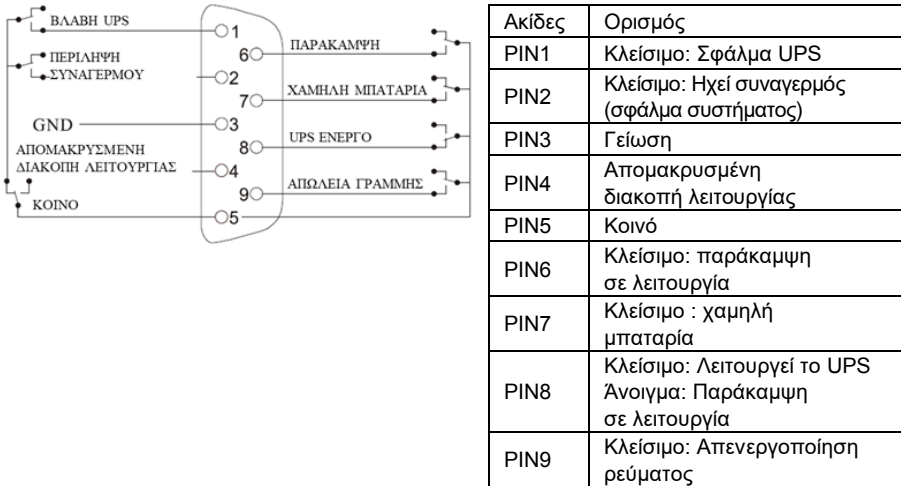 ΒΛΑΒΗ UPS
1
6
ΠΑΡΑΚΑΜΨΗ
ΠΕΡΙΛΗΨΗ
ΣΥΝΑΓΕΡΜΟΥ
2
7
ΧΑΜΗΛΗ ΜΠΑΤΑΡΙΑ
GND
3
8
UPS ΕΝΕΡΓΟ
ΑΠΟΜΑΚΡΥΣΜΕΝΗ
ΔΙΑΚΟΠΗ ΛΕΙΤΟΥΡΓΙΑΣ
4
9
ΑΠΩΛΕΙΑ ΓΡΑΜΜΗΣ
ΚΟΙΝΟ
5
Ακίδες Ορισμός
PIN1 Κλείσιμο: Σφάλμα UPS
PIN2 Κλείσιμο: Ηχεί συναγερμός
(σφάλμα συστήματος)
PIN3 Γείωση
PIN4 Απομακρυσμένη
διακοπή λειτουργίας
PIN5 Κοινό
PIN6 Κλείσιμο: παράκαμψη
σε λειτουργία
PIN7 Κλείσιμο : χαμηλή
μπαταρία
PIN8 Κλείσιμο: Λειτουργεί το UPS
Άνοιγμα: Παράκαμψη
σε λειτουργία
PIN9 Κλείσιμο: Απενεργοποίηση
ρεύματος